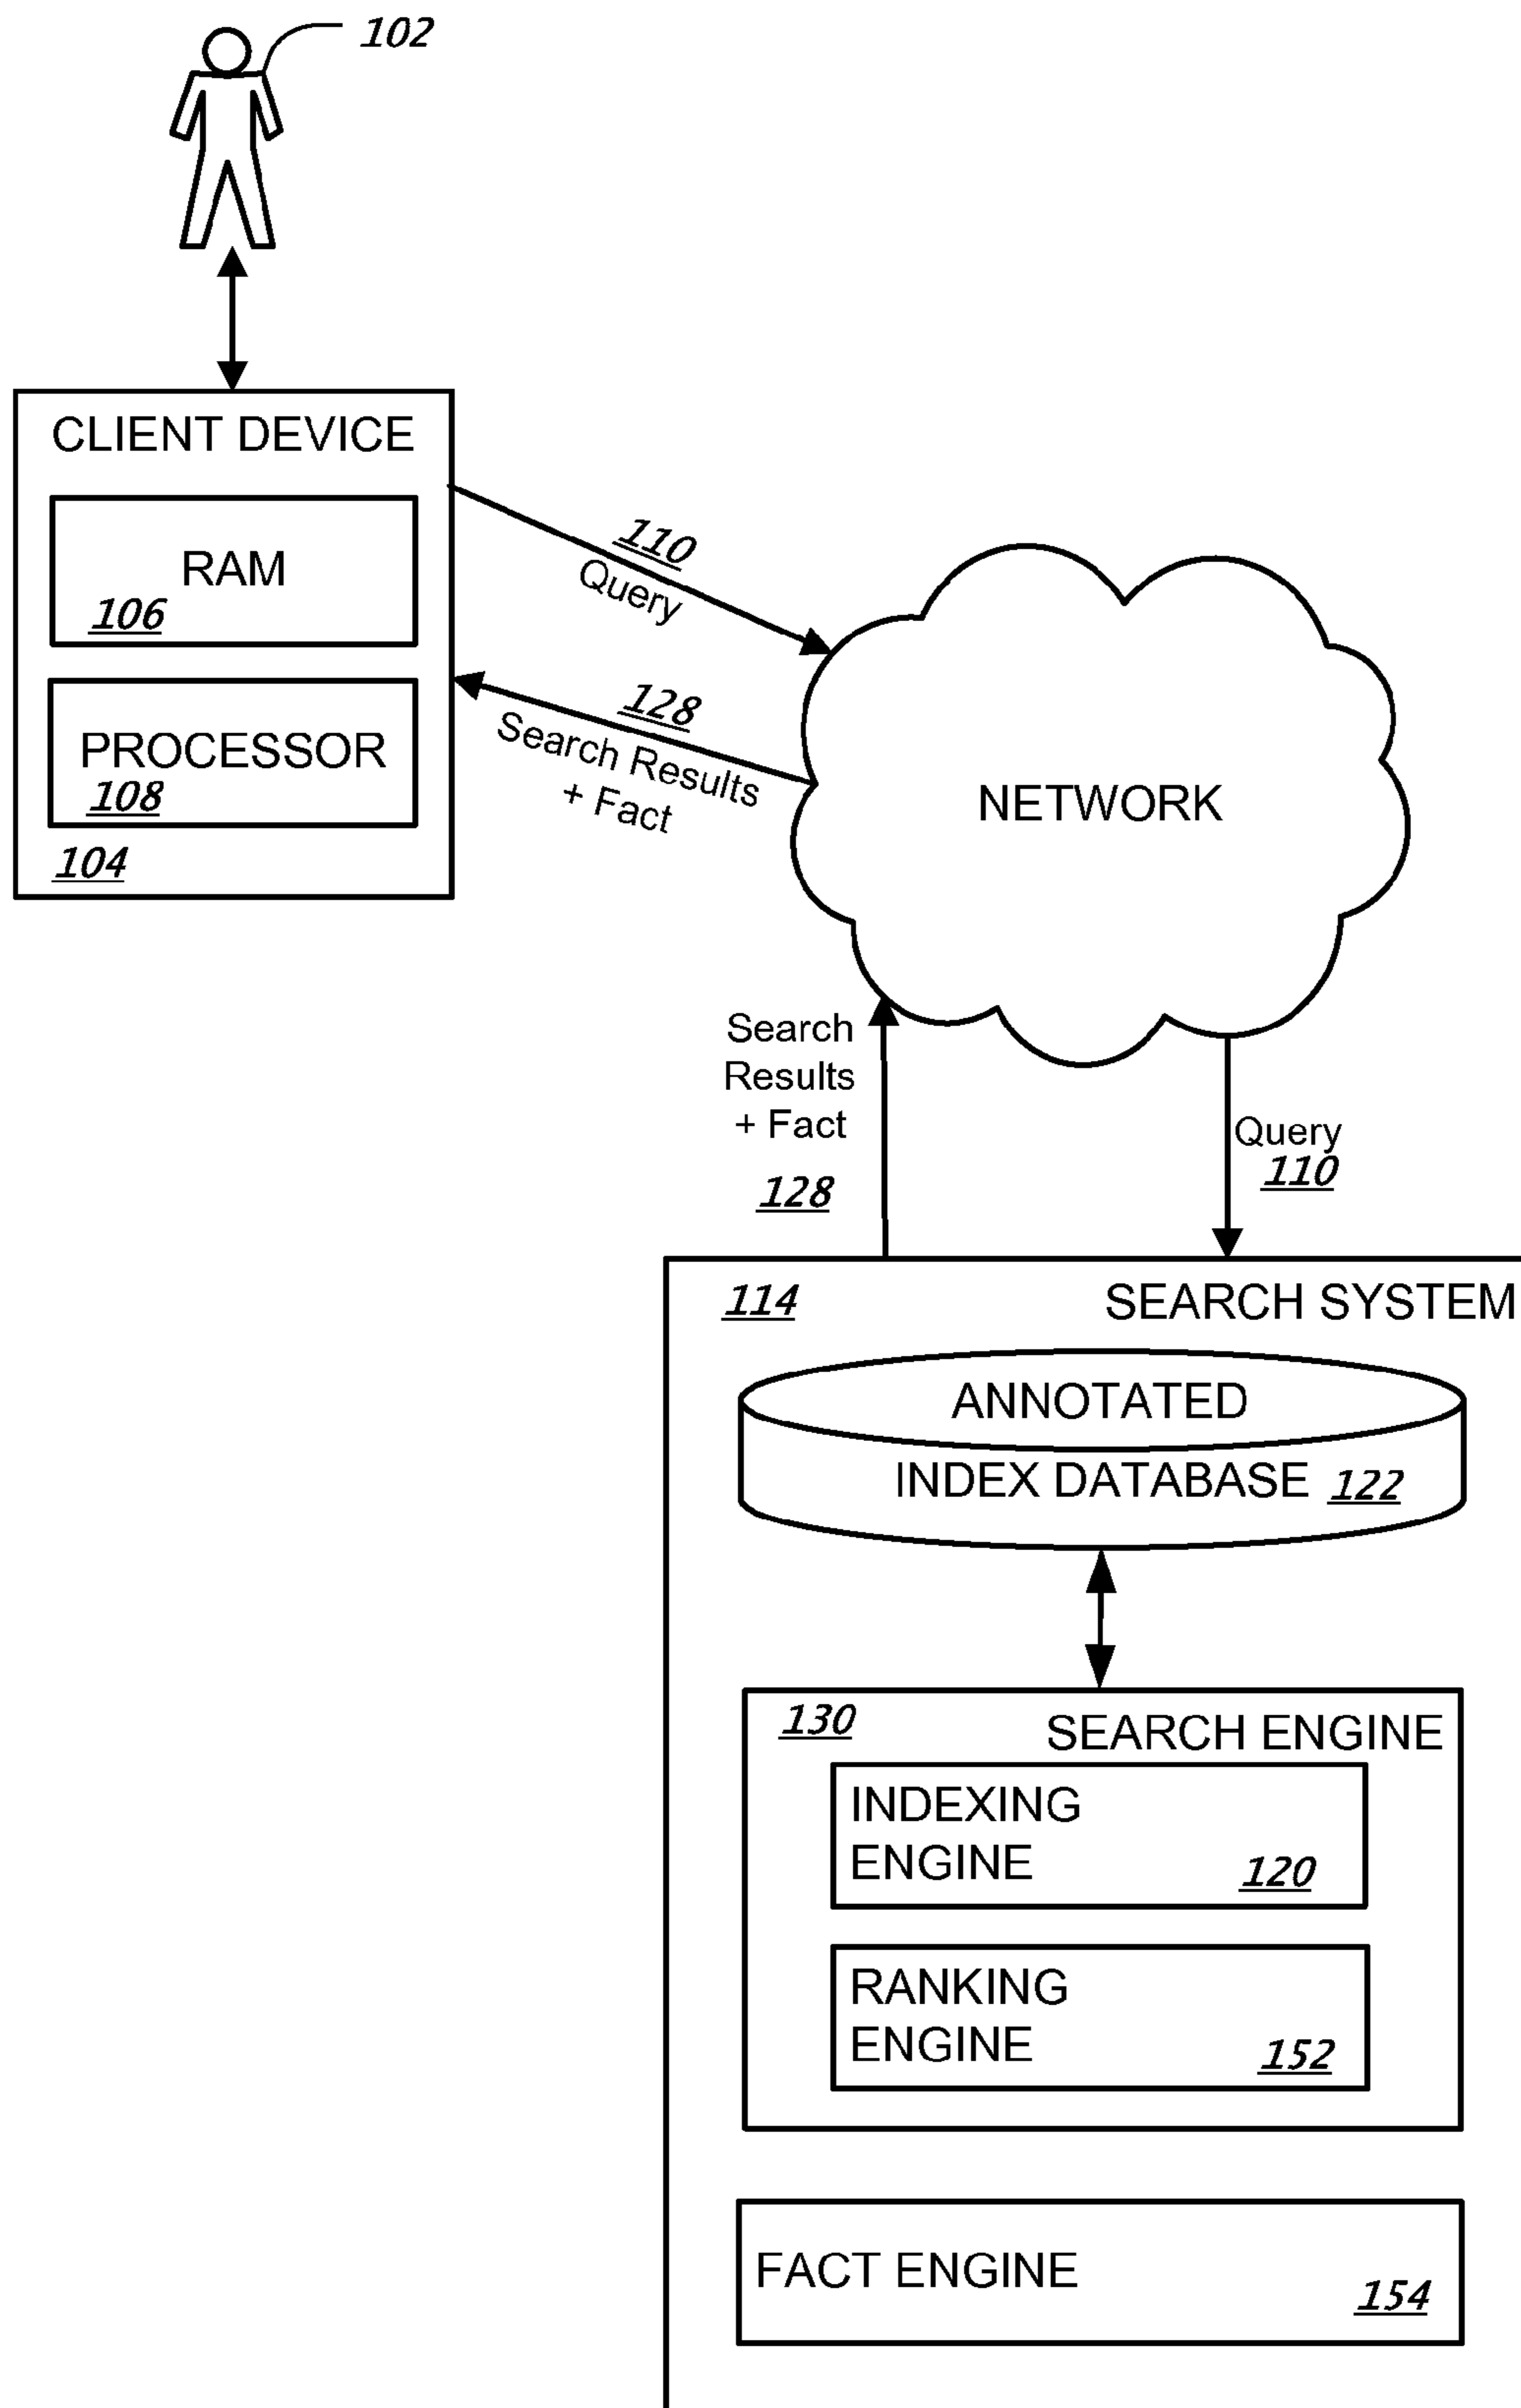 102
CLIENT DEVICE
RAM
106
PROCESSOR
108
104
110
Query
128
Search Results
+ Fact
NETWORK
Search
Results
+ Fact
128
Query
110
114
SEARCH SYSTEM
ANNOTATED
INDEX DATABASE 122
130
SEARCH ENGINE
INDEXING
ENGINE 120
RANKING
ENGINE 152
FACT ENGINE
154